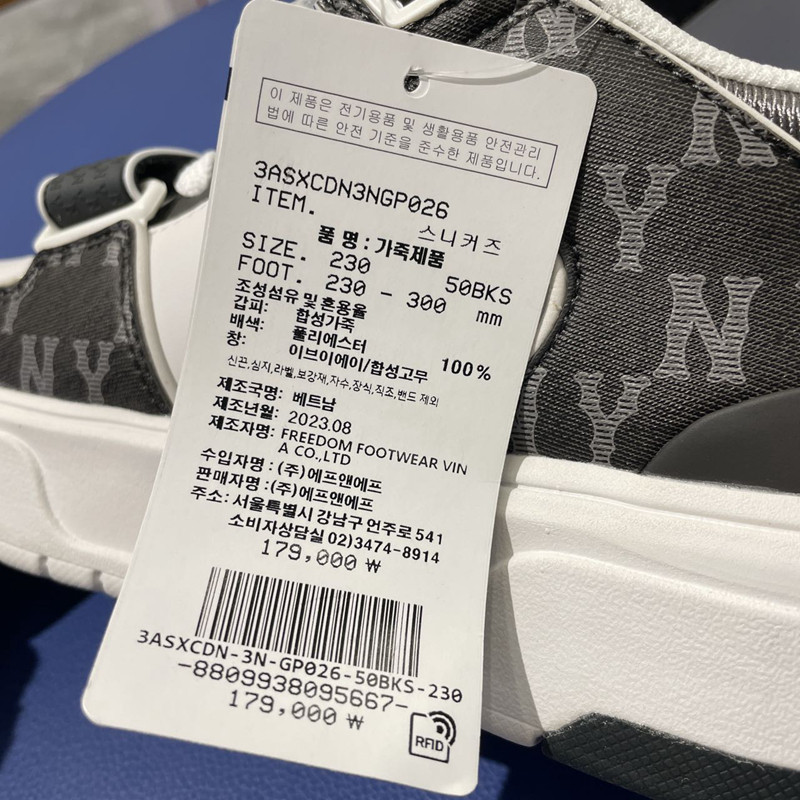 이 제품은 전기용품 및 생활용품 안전관리
법에 따른 안전 기준을 준수한 제품입니다.
3ASXCDN3NGP026
ITEM. 스니커즈
품 명 : 가죽제품
SIZE. 230 50BKS
FOOT. 230 - 300 mm
조성섬유 및 혼용율
갑피: 합성가죽
배색: 폴리에스터 100%
창: 이브이에이/합성고무
신끈,심지,라벨,보강재,자수,장식,직조,밴드 제외
제조국명: 베트남
제조년월: 2023.08
제조자명: FREEDOM FOOTWEAR VIN
A CO.,LTD
수입자명 : (주)에프앤에프
판매자명 : (주)에프앤에프
주소: 서울특별시 강남구 언주로 541
소비자상담실 02)3474-8914
179,000 ₩
3ASXCDN-3N-GP026-50BKS-230
-8809938095667-
179,000 ₩
RFID
NY
NY
NY
NY